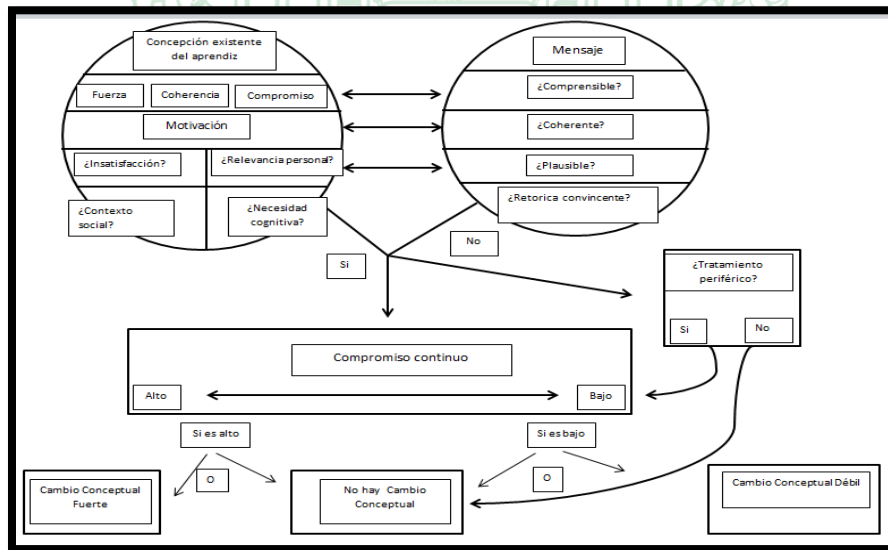 Concepción existente
del aprendiz
Fuerza
Coherencia
Compromiso
Motivación
¿Insatisfacción?
¿Relevancia personal?
¿Contexto
social?
¿Necesidad
cognitiva?
Mensaje
¿Comprensible?
¿Coherente?
¿Plausible?
¿Retorica convincente?
Si
No
¿Tratamiento
periférico?
Si
No
Compromiso continuo
Alto
Bajo
Si es alto
Si es bajo
O
O
Cambio Conceptual
Fuerte
No hay Cambio
Conceptual
Cambio Conceptual Débil